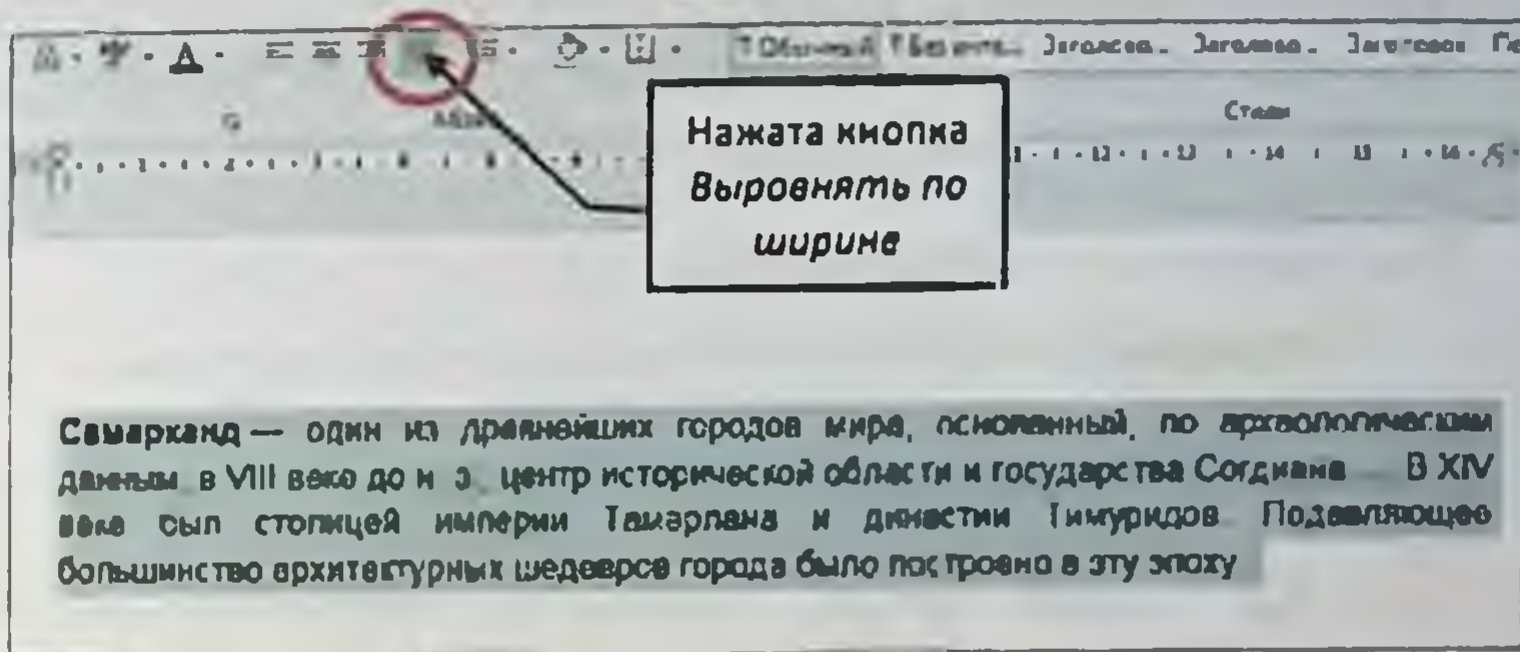 Обычный
Стили
Нажата кнопка
Выровнять по
ширине
Самарканд — один из древнейших городов мира, основанный, по археологическим
данным в VIII веке до н э центр исторической области и государства Согдиана В XIV
веке был столицей империи Тамерлана и династии Тимуридов Подавляющее
большинство архитектурных шедевров города было построено в эту эпоху